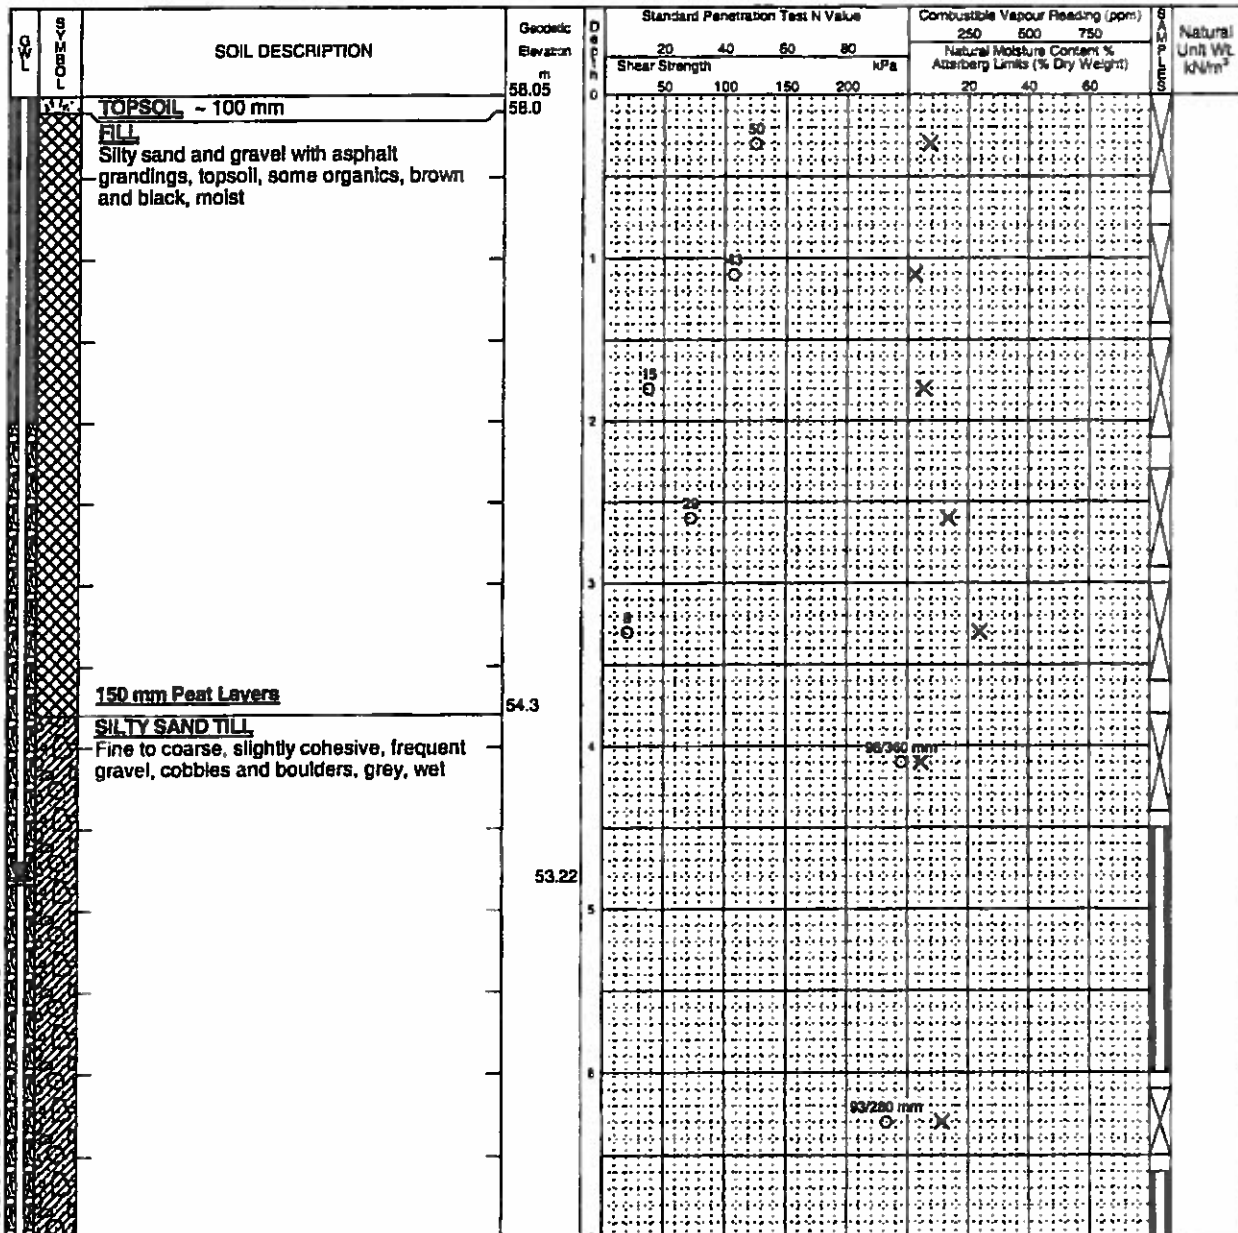 GWL
SYMBOL
SOIL DESCRIPTION
Geodetic
Elevation
m
58.05
Depth
Standard Penetration Test N Value
20 40 60 80
Shear Strength kPa
50 100 150 200
Combustible Vapour Reading (ppm)
250 500 750
Natural Moisture Content %
Atterberg Limits (% Dry Weight)
20 40 60
SAMPLES
Natural
Unit Wt.
kN/m³
0
TOPSOIL ~ 100 mm
58.0
FILL
Silty sand and gravel with asphalt
grandings, topsoil, some organics, brown
and black, moist
50
1
43
15
2
29
3
8
150 mm Peat Layers
54.3
SILTY SAND TILL
Fine to coarse, slightly cohesive, frequent
gravel, cobbles and boulders, grey, wet
4
/360 mm
53.22
5
6
93/280 mm